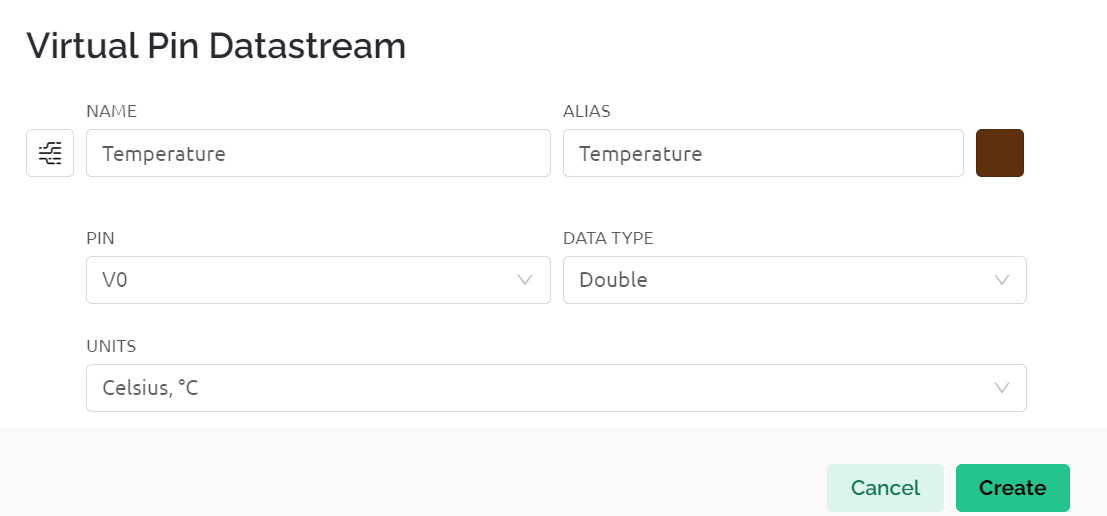 Virtual Pin Datastream
NAME
ALIAS
Temperature
Temperature
PIN
DATA TYPE
V0
Double
UNITS
Celsius, °C
Cancel
Create